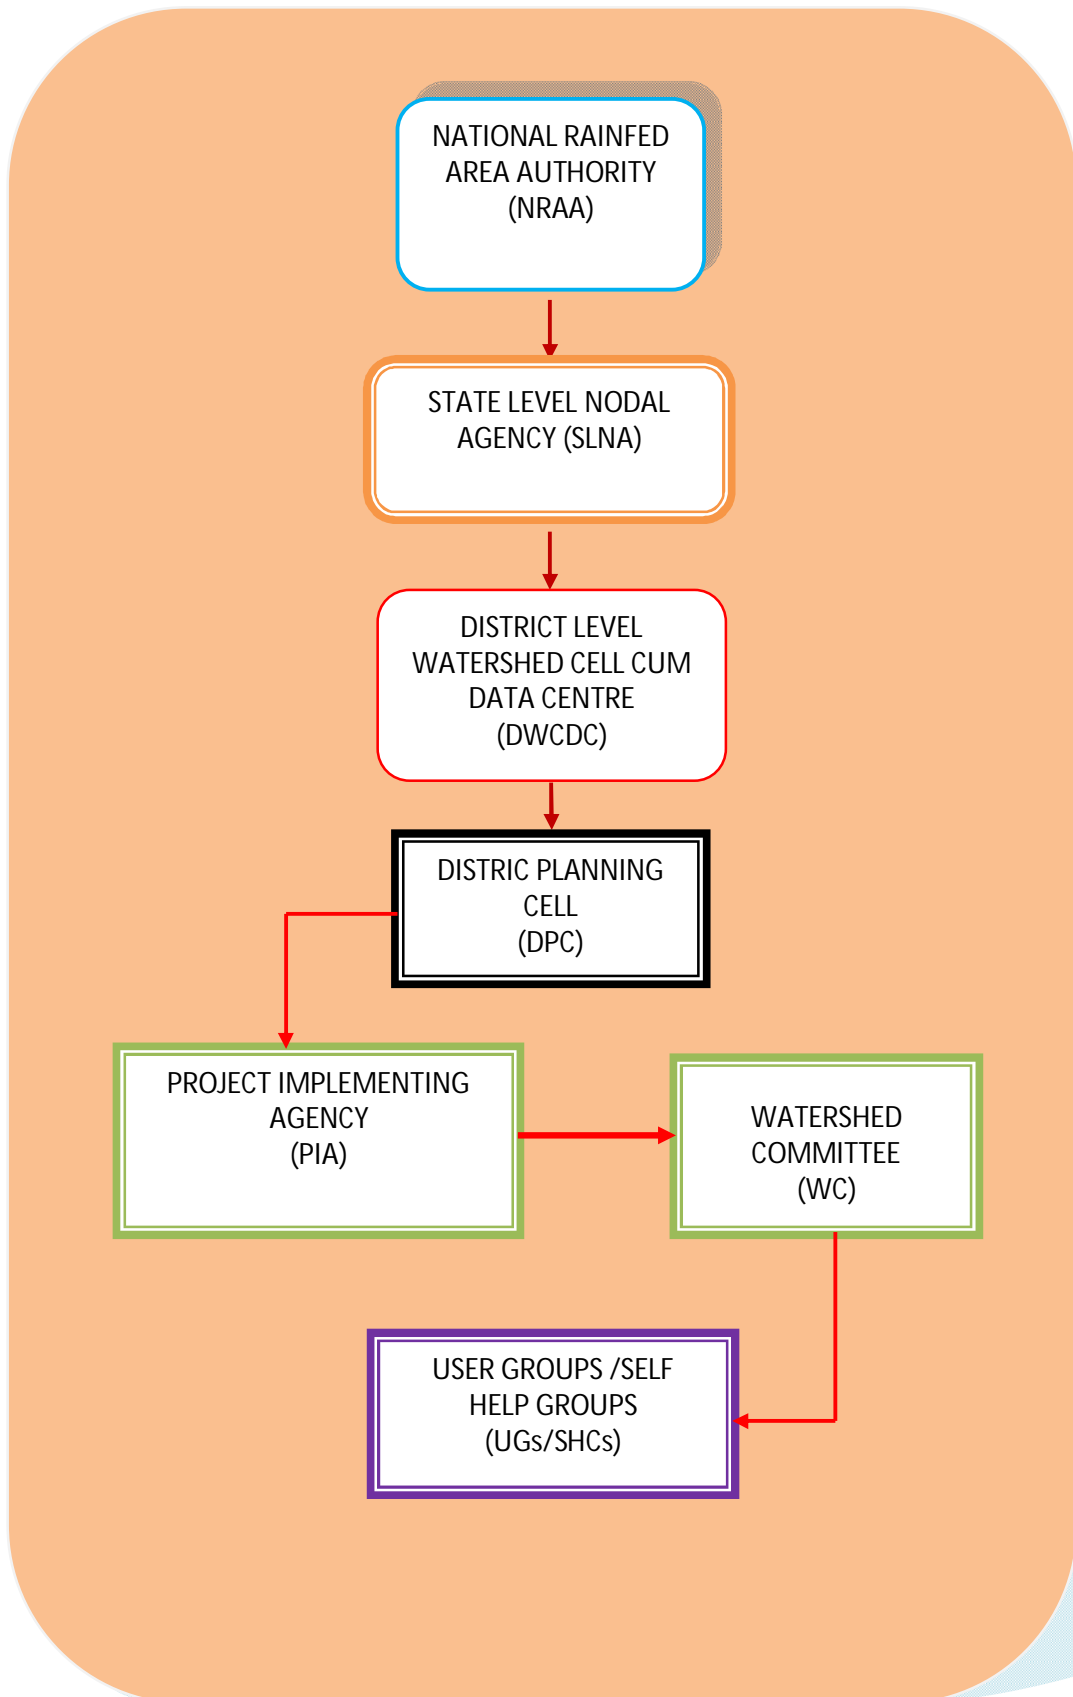 NATIONAL RAINFED
AREA AUTHORITY
(NRAA)
STATE LEVEL NODAL
AGENCY (SLNA)
DISTRICT LEVEL
WATERSHED CELL CUM
DATA CENTRE
(DWCDC)
DISTRIC PLANNING
CELL
(DPC)
PROJECT IMPLEMENTING
AGENCY
(PIA)
WATERSHED
COMMITTEE
(WC)
USER GROUPS /SELF
HELP GROUPS
(UGs/SHCs)